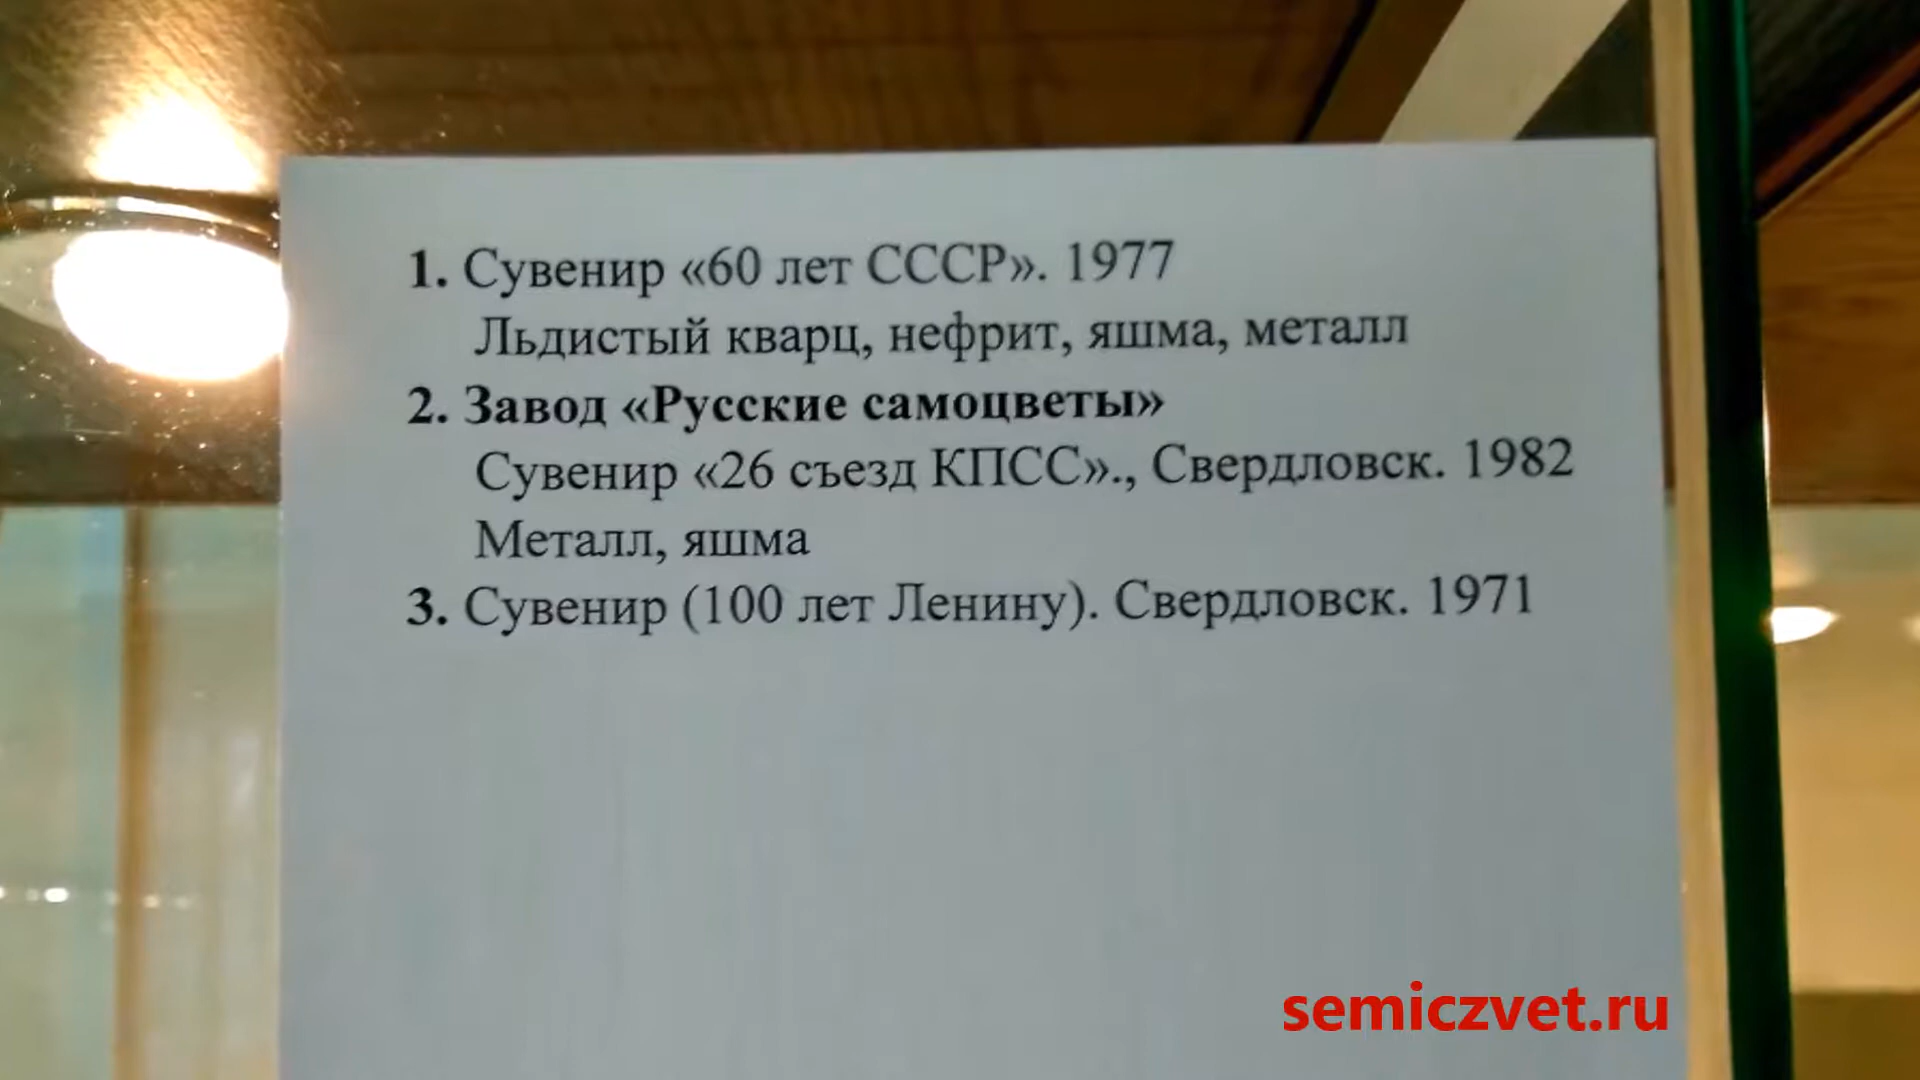 1. Сувенир «60 лет СССР». 1977
Льдистый кварц, нефрит, яшма, металл
2. Завод «Русские самоцветы»
Сувенир «26 съезд КПСС»., Свердловск. 1982
Металл, яшма
3. Сувенир (100 лет Ленину). Свердловск. 1971
semiczvet.ru